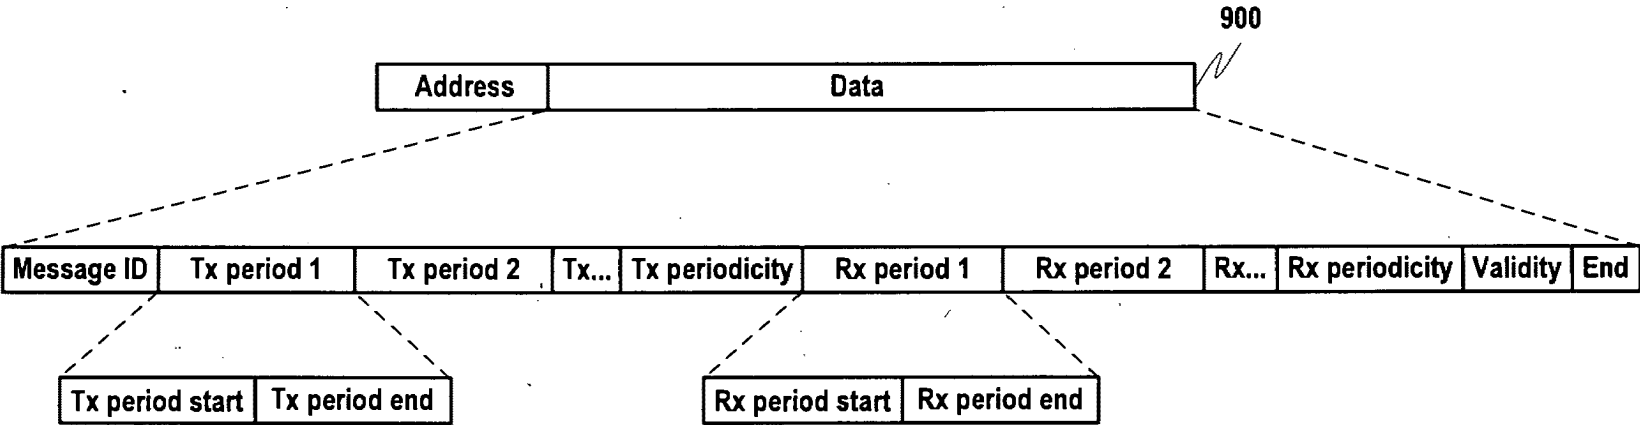 900
Address Data
Message ID Tx period 1 Tx period 2 Tx... Tx periodicity Rx period 1 Rx period 2 Rx... Rx periodicity Validity End
Tx period start Tx period end Rx period start Rx period end